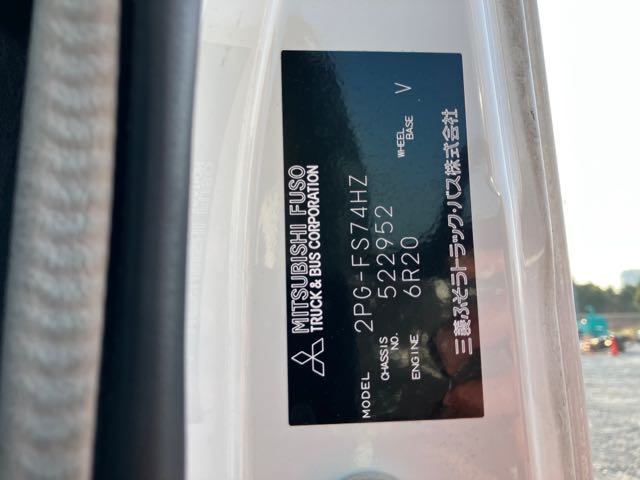 MITSUBISHI FUSO
TRUCK & BUS CORPORATION
MODEL 2PG-FS74HZ
CHASSIS NO. 522952
ENGINE 6R20 WHEEL BASE V
三菱ふそうトラック・バス株式会社